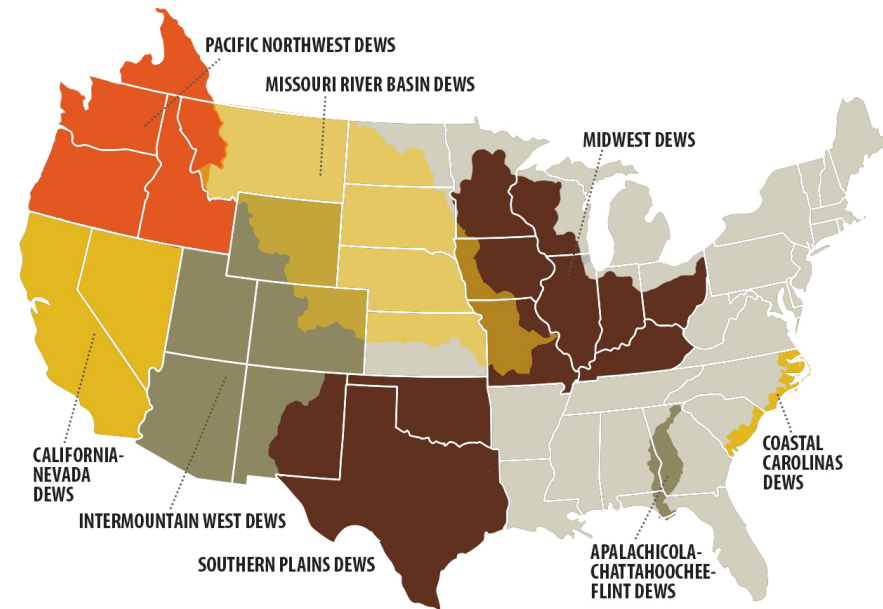 PACIFIC NORTHWEST DEWS
MISSOURI RIVER BASIN DEWS
MIDWEST DEWS
CALIFORNIA-
NEVADA
DEWS
INTERMOUNTAIN WEST DEWS
SOUTHERN PLAINS DEWS
COASTAL
CAROLINAS
DEWS
APALACHICOLA-
CHATTAHOOCHEE-
FLINT DEWS